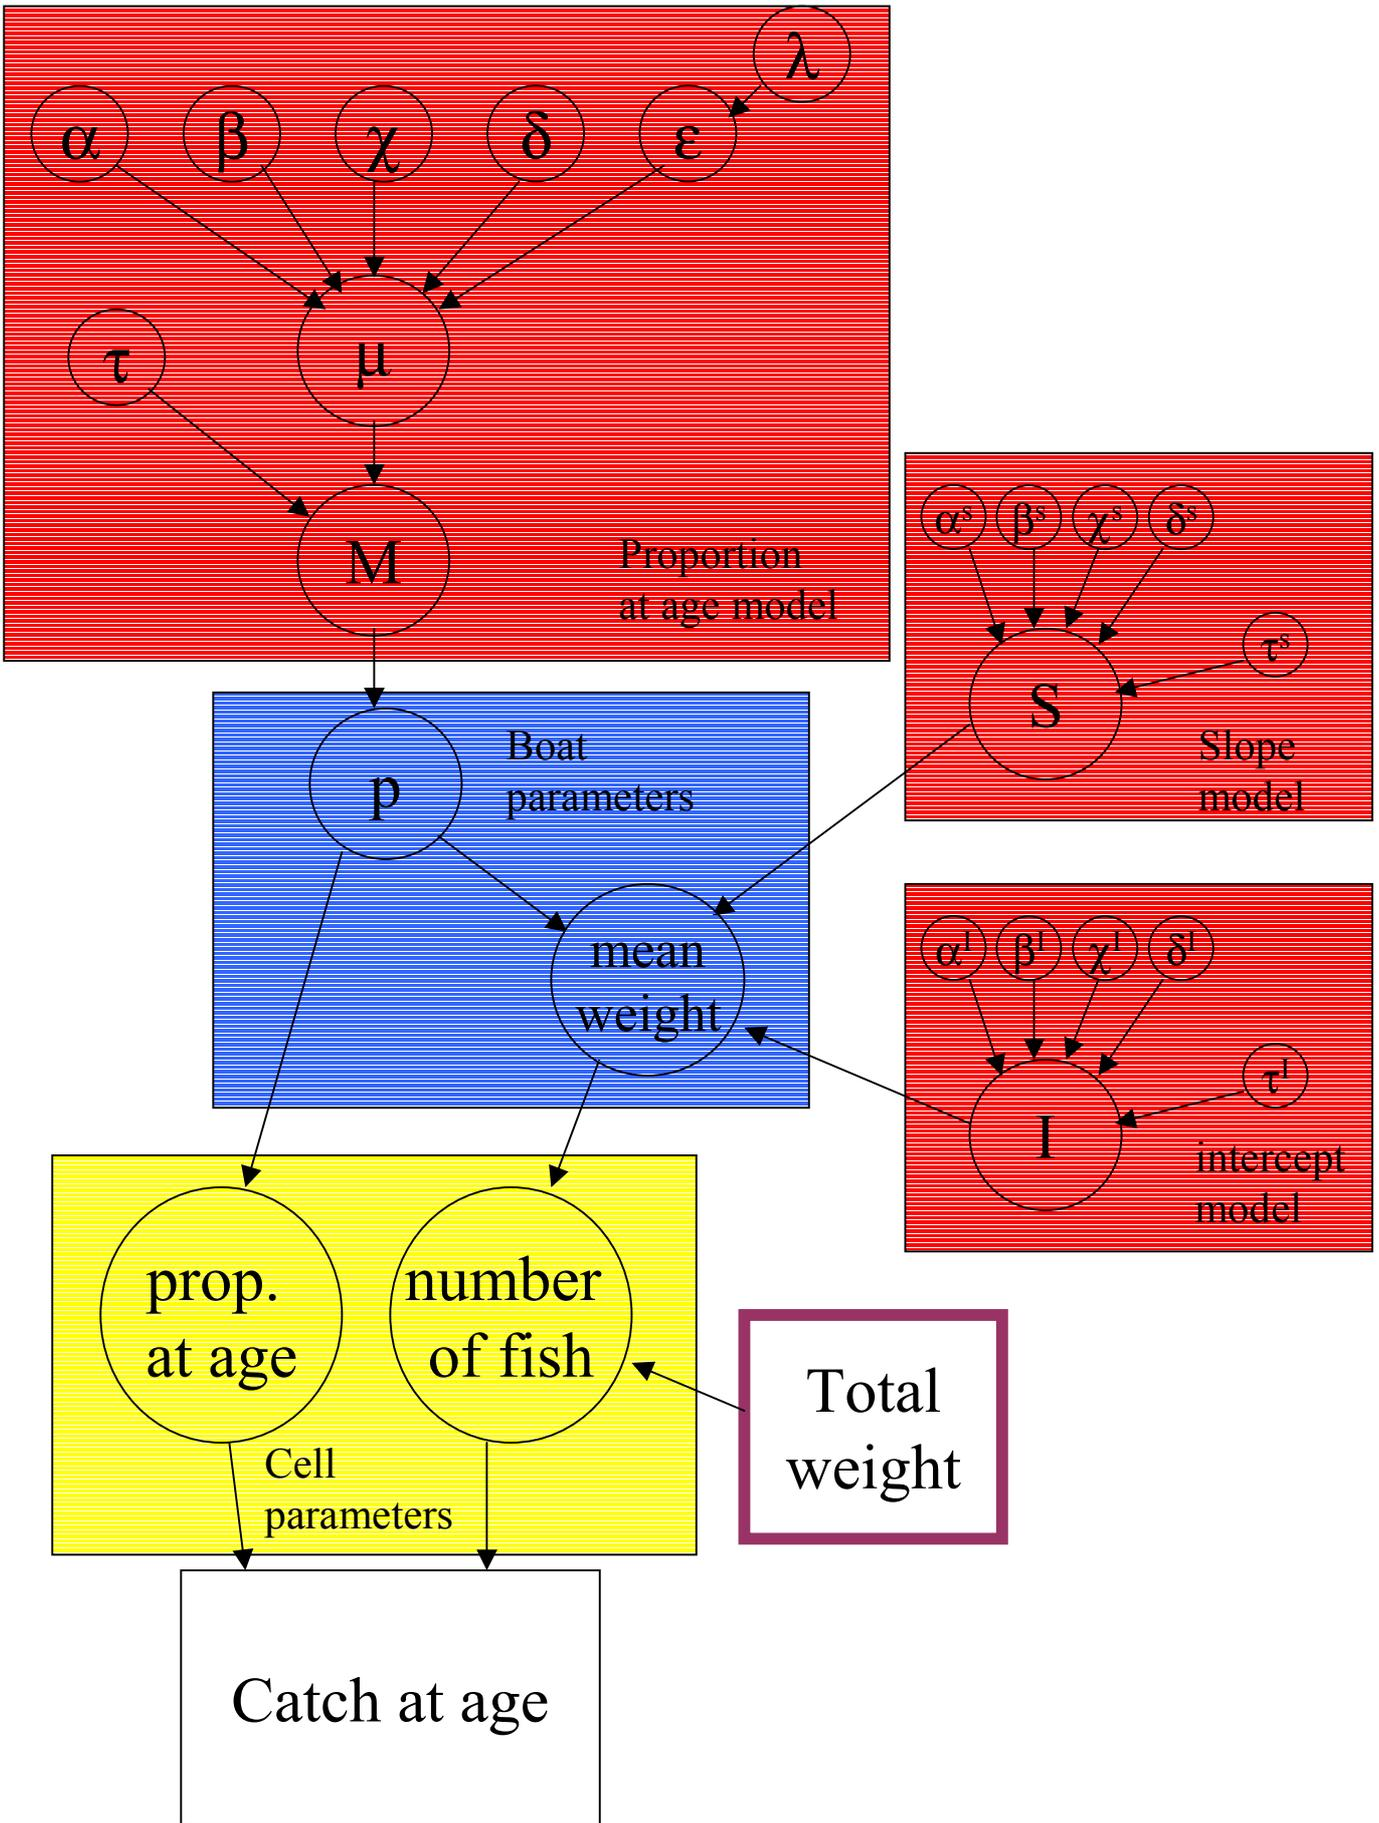 λ
α β χ δ ε
τ μ
M
Proportion
at age model
αˢ βˢ χˢ δˢ
τˢ
S
Slope
model
p
Boat
parameters
mean
weight
αᴵ βᴵ χᴵ δᴵ
τᴵ
I
intercept
model
prop.
at age
number
of fish
Cell
parameters
Total
weight
Catch at age